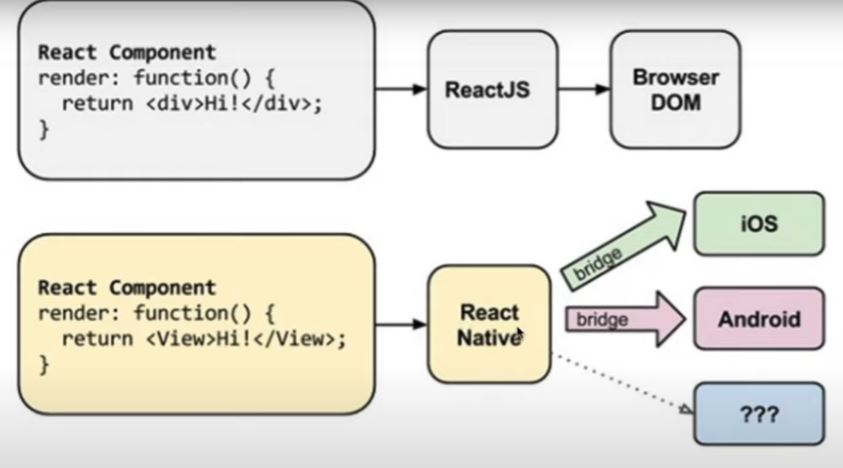 React Component
render: function() {
return <div>Hi!</div>;
}
ReactJS
Browser
DOM
React Component
render: function() {
return <View>Hi!</View>;
}
React
Native
bridge
iOS
bridge
Android
???